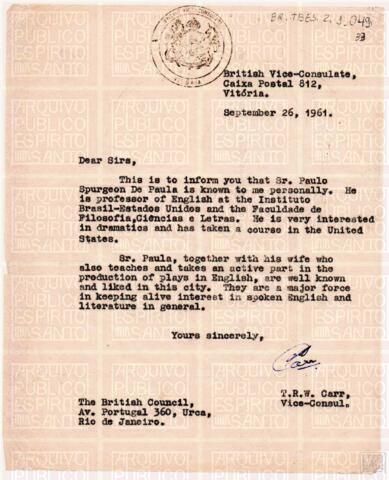 BR.TBES.2.9.049
33
British Vice-Consulate,
Caixa Postal 812,
Vitória.
September 26, 1961.
Dear Sirs,
This is to inform you that Sr. Paulo
Spurgeon De Paula is known to me personally. He
is professor of English at the Instituto
Brasil-Estados Unidos and the Faculdade de
Filosofia,Ciências e Letras. He is very interested
in dramatics and has taken a course in the United
States.
Sr. Paula, together with his wife who
also teaches and takes an active part in the
production of plays in English, are well known
and liked in this city. They are a major force
in keeping alive interest in spoken English and
literature in general.
Yours sincerely,
Carr
T.R.W. Carr,
Vice-Consul.
The British Council,
Av. Portugal 360, Urca,
Rio de Janeiro.
ARQUIVO
PÚBLICO
ESPÍRITO
SANTO